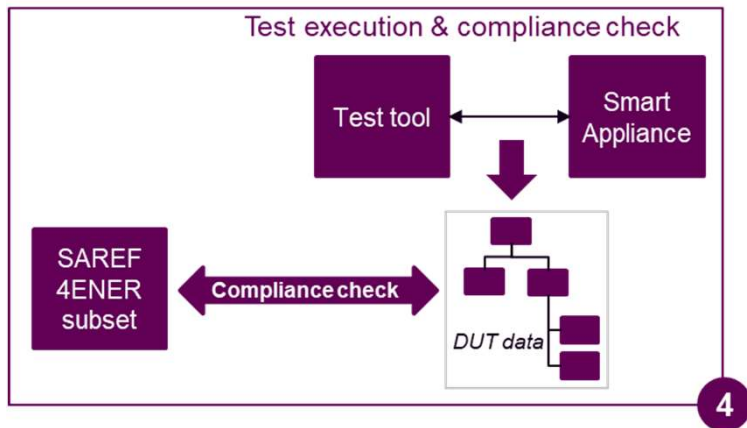 Test execution & compliance check
Test tool
Smart
Appliance
SAREF
4ENER
subset
Compliance check
DUT data
4